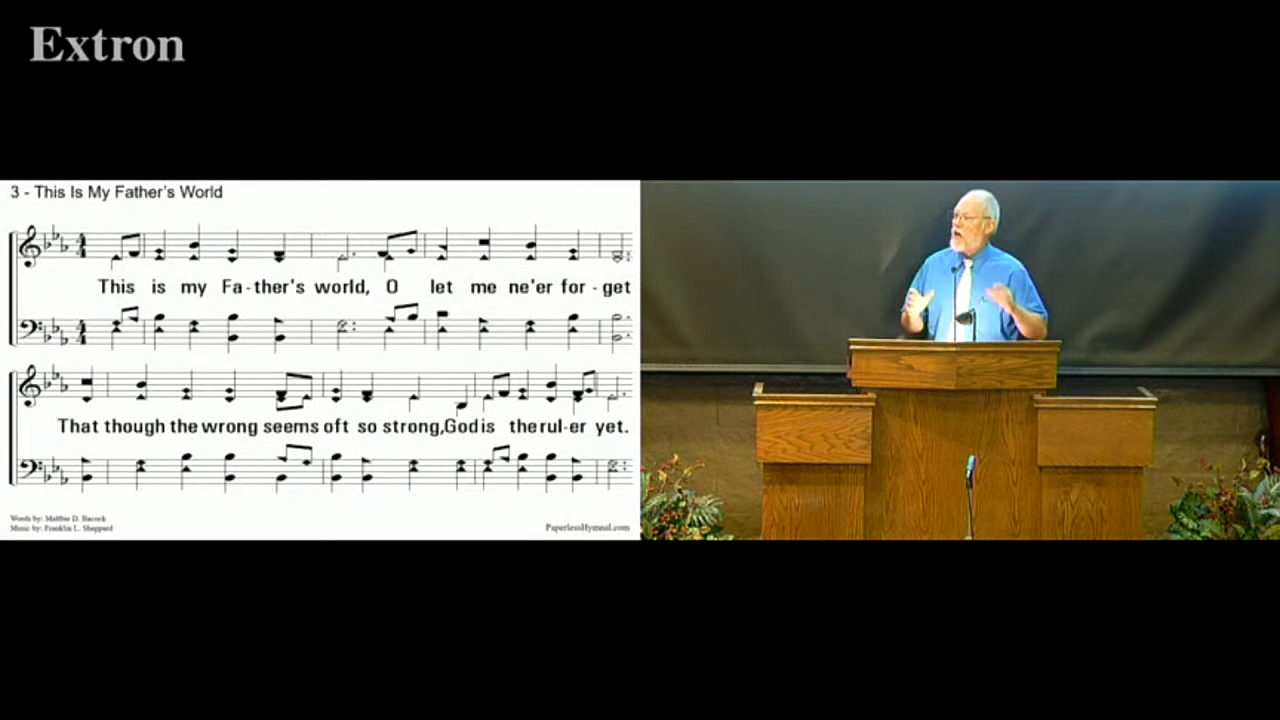 Extron
3 - This Is My Father's World
This is my Fa-ther's world, O let me ne'er for-get
That though the wrong seems oft so strong, God is the rul-er yet.
Words by: Maltbie D. Bacock
Music by: Franklin L. Sheppard
PaperlessHymnal.com